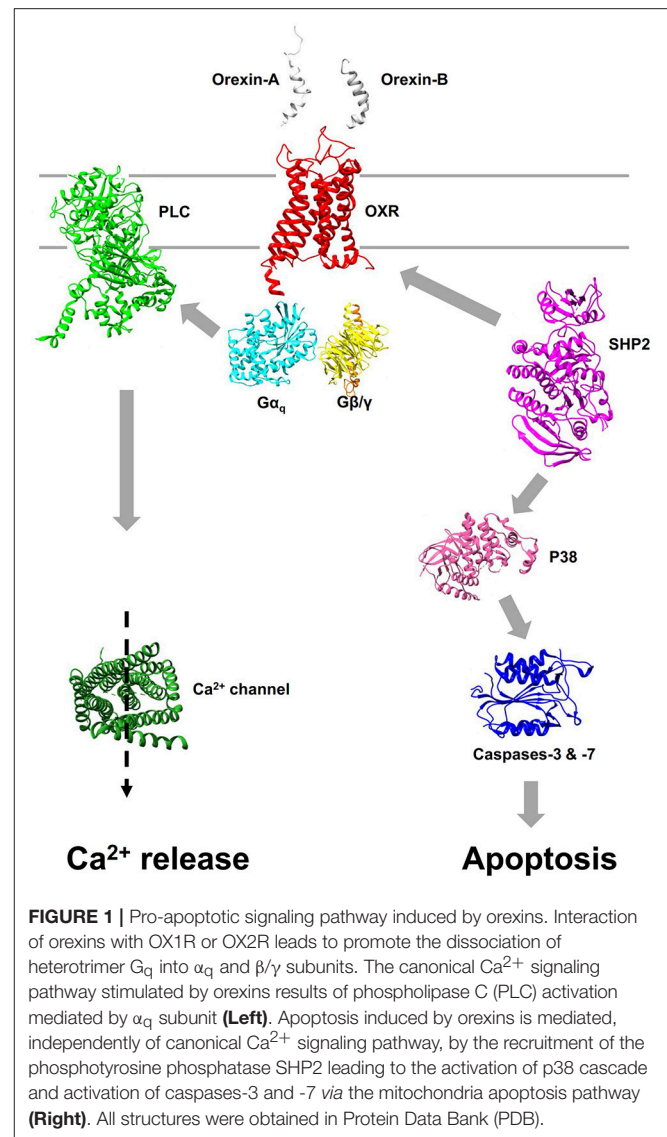 Orexin-A
Orexin-B
PLC
OXR
SHP2
Gαq
Gβ/γ
P38
Ca²⁺ channel
Caspases-3 & -7
Ca²⁺ release
Apoptosis
FIGURE 1 | Pro-apoptotic signaling pathway induced by orexins. Interaction
of orexins with OX1R or OX2R leads to promote the dissociation of
heterotrimer Gq into αq and β/γ subunits. The canonical Ca²⁺ signaling
pathway stimulated by orexins results of phospholipase C (PLC) activation
mediated by αq subunit (Left). Apoptosis induced by orexins is mediated,
independently of canonical Ca²⁺ signaling pathway, by the recruitment of the
phosphotyrosine phosphatase SHP2 leading to the activation of p38 cascade
and activation of caspases-3 and -7 via the mitochondria apoptosis pathway
(Right). All structures were obtained in Protein Data Bank (PDB).